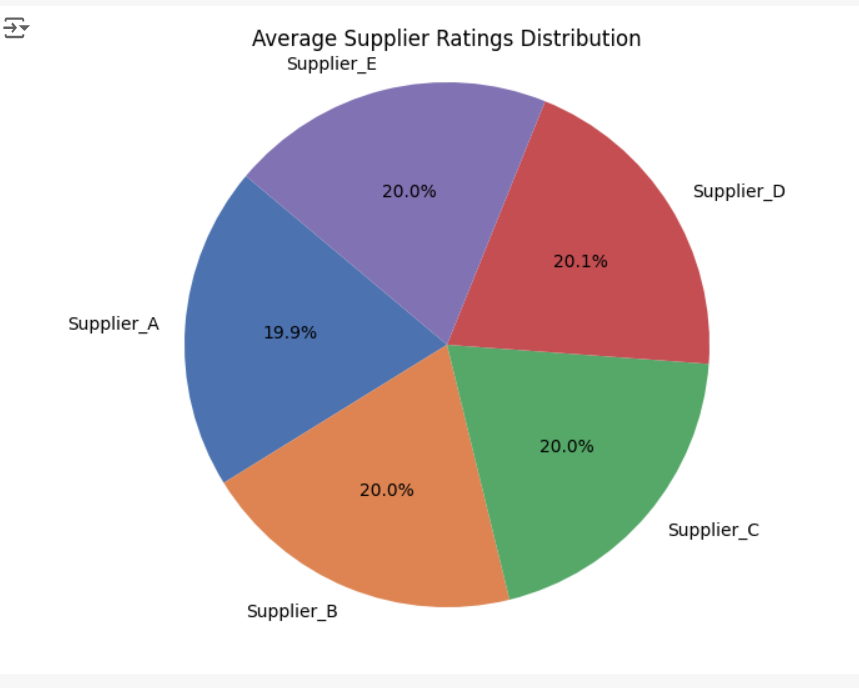 Average Supplier Ratings Distribution
Supplier_E
20.0%
Supplier_D
20.1%
Supplier_A
19.9%
20.0%
Supplier_C
20.0%
Supplier_B